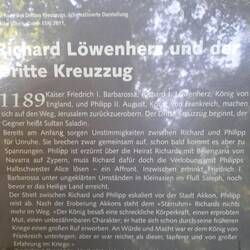 des Dritten Kreuzzugs,
Richard Löwenherz und der
Dritte Kreuzzug
1189 Kaiser Friedrich I. Barbarossa, Richard I. Löwenherz, König von
England, und Philipp II. August, König von Frankreich, machen
sich auf den Weg, Jerusalem zurückzuerobern. Der Dritte Kreuzzug beginnt, der
Gegner heißt Sultan Saladin.
Bereits am Anfang sorgen Unstimmigkeiten zwischen Richard und Philipp
für Unruhe. Sie brechen zwar gemeinsam auf, schon bald kommt es aber zu
Spannungen. Philipp ist erzürnt über die Heirat Richards mit Berengaria von
Navarra auf Zypern, muss Richard dafür doch die Verlobung mit Philipps
Halbschwester Alice lösen – ein Affront. Inzwischen ertrinkt Friedrich I.
Barbarossa unter ungeklärten Umständen in Kleinasien im Fluß Saleph, noch
bevor er das Heilige Land erreicht.
Der Streit zwischen Richard und Philipp eskaliert vor der Stadt Akkon, Philipp
reist ab. Nach der Eroberung Akkons steht dem »Stürmen« Richards nichts
mehr im Weg. »Der König besaß eine schreckliche Körperkraft, einen erprobten
Mut, einen unbezähmbaren Charakter, er hatte sich schon durch seine früheren
Kriege einen großen Ruf erworben. An Würde und Macht war er dem König von
Frankreich unterlegen, aber er war reicher als dieser, tapferer und von großer
Erfahrung im Kriege.«